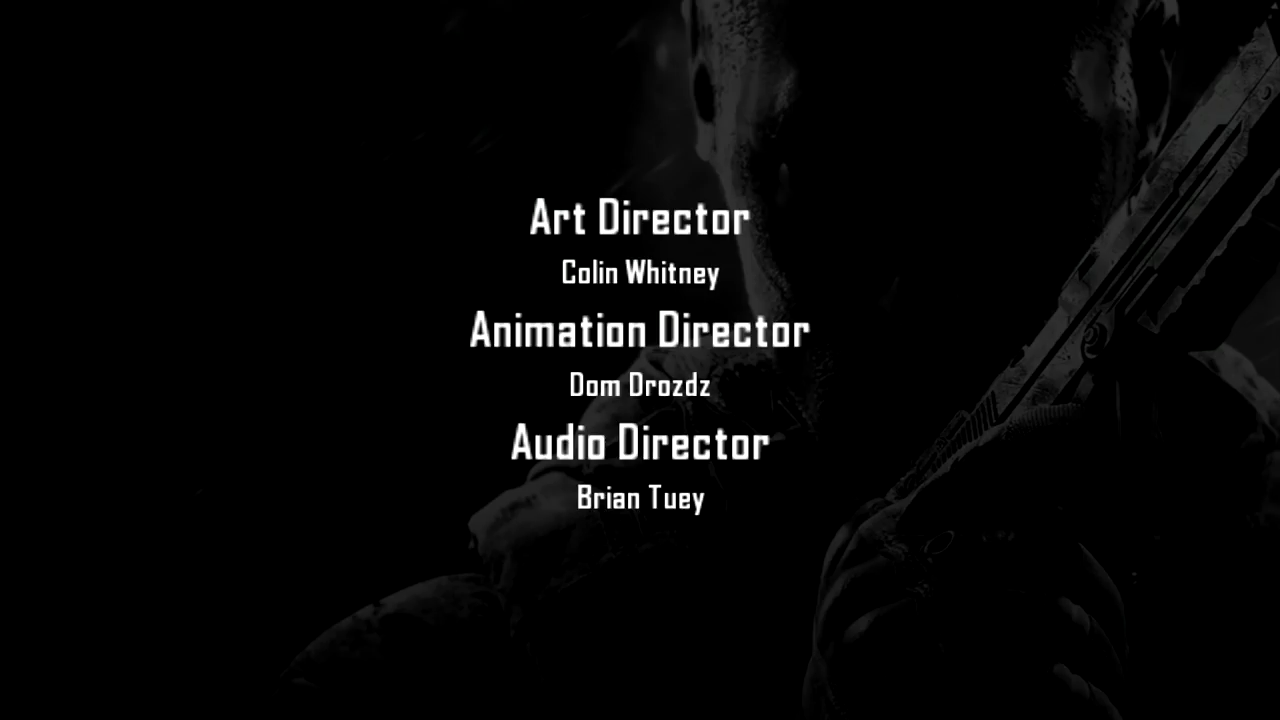 Art Director
Colin Whitney
Animation Director
Dom Drozdz
Audio Director
Brian Tuey